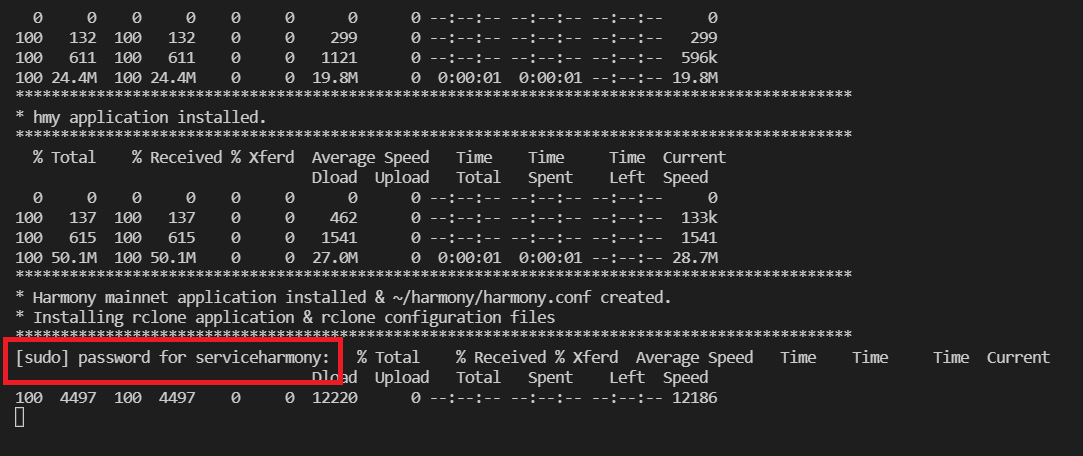 0 0 0 0 0 0 0 0 --:--:-- --:--:-- --:--:-- 0
100 132 100 132 0 0 299 0 --:--:-- --:--:-- --:--:-- 299
100 611 100 611 0 0 1121 0 --:--:-- --:--:-- --:--:-- 596k
100 24.4M 100 24.4M 0 0 19.8M 0 0:00:01 0:00:01 --:--:-- 19.8M
*********************************************************************************************
* hmy application installed.
*********************************************************************************************
% Total % Received % Xferd Average Speed Time Time Time Current
Dload Upload Total Spent Left Speed
0 0 0 0 0 0 0 0 --:--:-- --:--:-- --:--:-- 0
100 137 100 137 0 0 462 0 --:--:-- --:--:-- --:--:-- 133k
100 615 100 615 0 0 1541 0 --:--:-- --:--:-- --:--:-- 1541
100 50.1M 100 50.1M 0 0 27.0M 0 0:00:01 0:00:01 --:--:-- 28.7M
*********************************************************************************************
* Harmony mainnet application installed & ~/harmony/harmony.conf created.
* Installing rclone application & rclone configuration files
*********************************************************************************************
[sudo] password for serviceharmony: % Total % Received % Xferd Average Speed Time Time Time Current
Dload Upload Total Spent Left Speed
100 4497 100 4497 0 0 12220 0 --:--:-- --:--:-- --:--:-- 12186